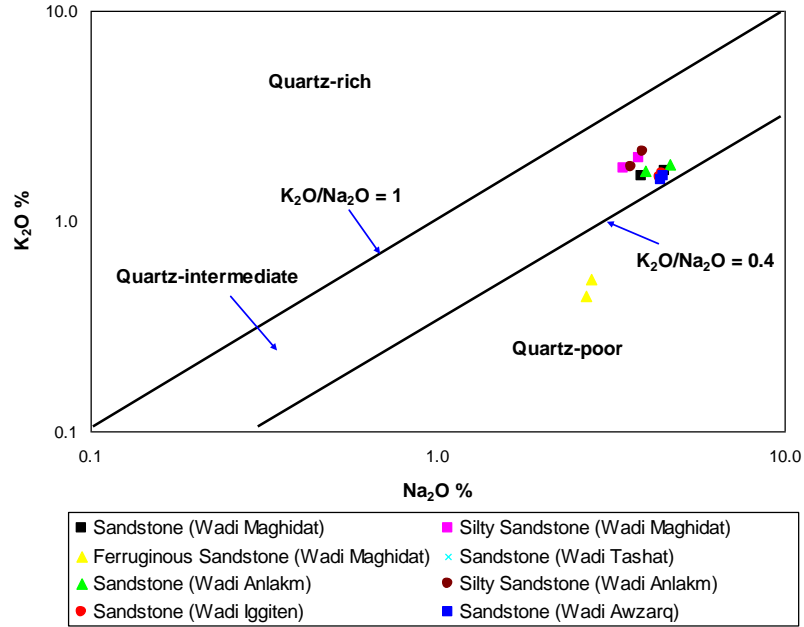 10.0
Quartz-rich
K₂O/Na₂O = 1
K₂O %
1.0
K₂O/Na₂O = 0.4
Quartz-intermediate
Quartz-poor
0.1
0.1 1.0 10.0
Na₂O %
Sandstone (Wadi Maghidat) Silty Sandstone (Wadi Maghidat)
Ferruginous Sandstone (Wadi Maghidat) Sandstone (Wadi Tashat)
Sandstone (Wadi Anlakm) Silty Sandstone (Wadi Anlakm)
Sandstone (Wadi Iggiten) Sandstone (Wadi Awzarq)